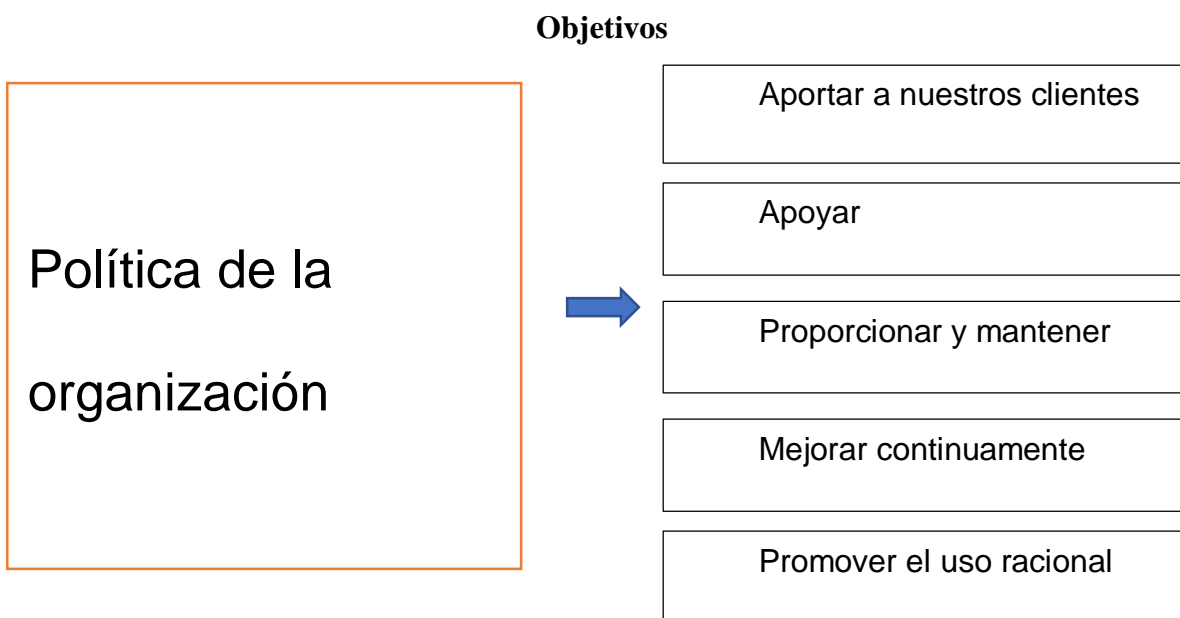 Objetivos
Política de la
organización
Aportar a nuestros clientes
Apoyar
Proporcionar y mantener
Mejorar continuamente
Promover el uso racional